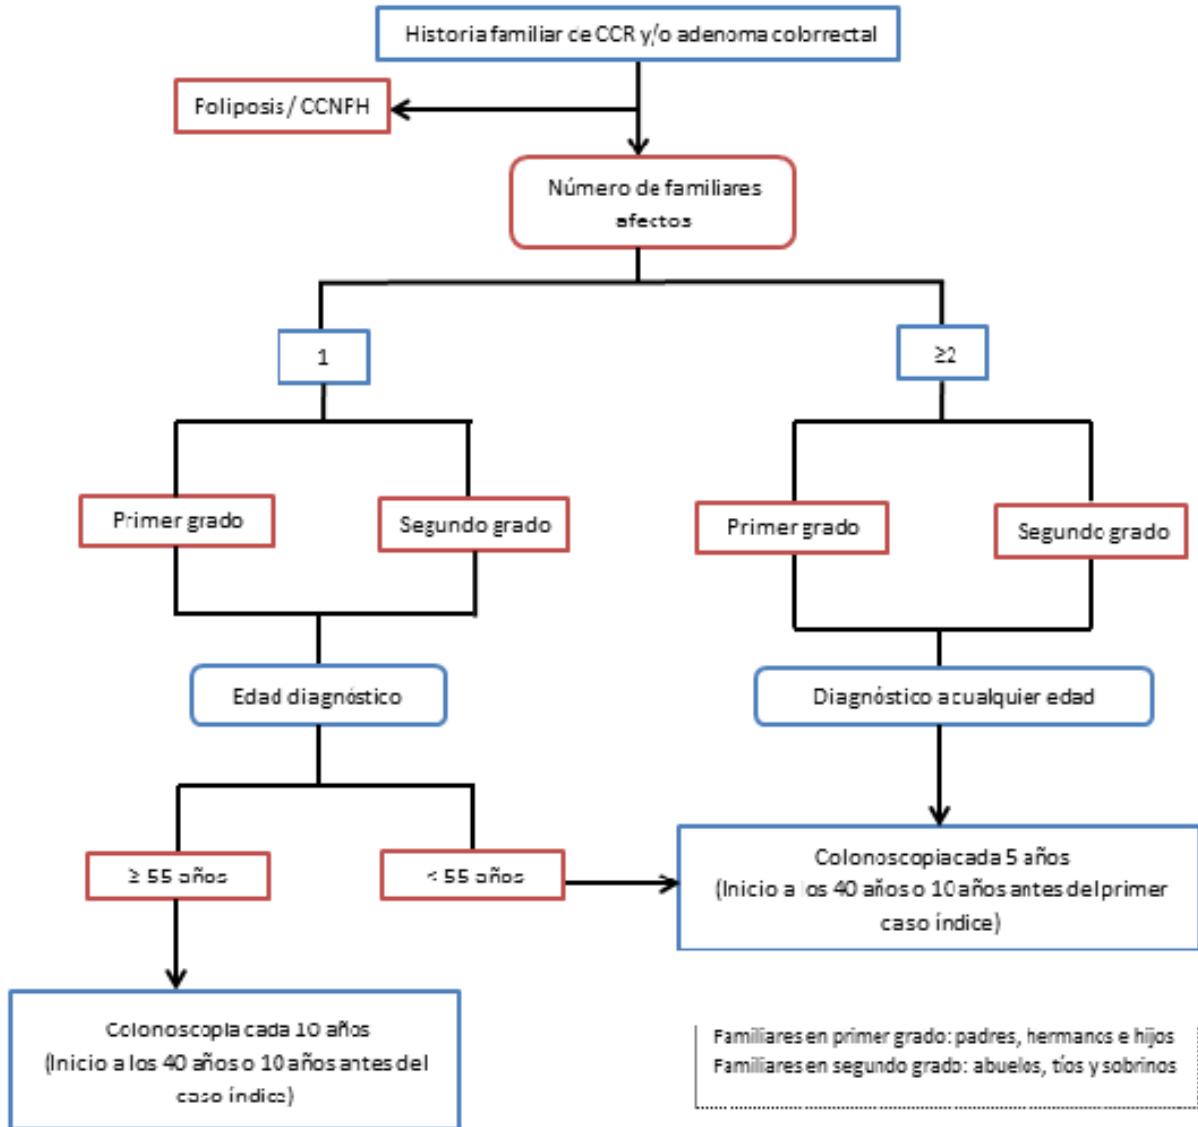 Historia familiar de CCR y/o adenoma colorrectal
Foliposis / CCNFH
Número de familiares
afectos
1
≥2
Primer grado
Segundo grado
Primer grado
Segundo grado
Edad diagnóstico
Diagnóstico a cualquier edad
≥ 55 años
< 55 años
Colonoscopia cada 5 años
(Inicio a los 40 años o 10 años antes del primer
caso índice)
Colonoscopia cada 10 años
(Inicio a los 40 años o 10 años antes del
caso índice)
Familiares en primer grado: padres, hermanos e hijos
Familiares en segundo grado: abuelos, tíos y sobrinos